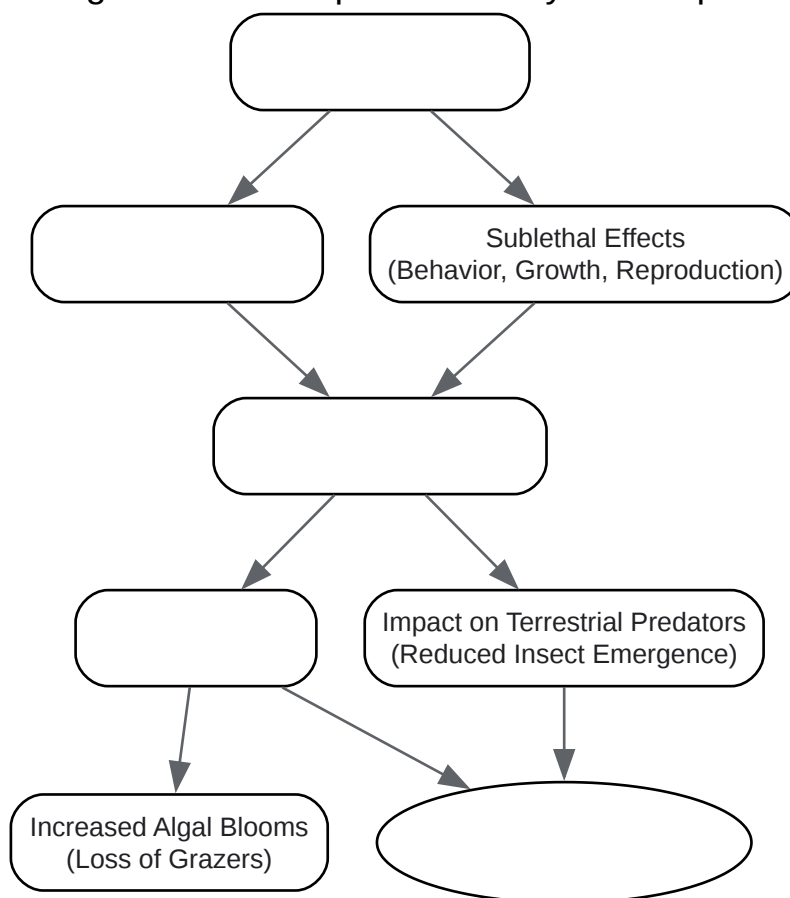 Sublethal Effects
(Behavior, Growth, Reproduction)
Impact on Terrestrial Predators
(Reduced Insect Emergence)
Increased Algal Blooms
(Loss of Grazers)